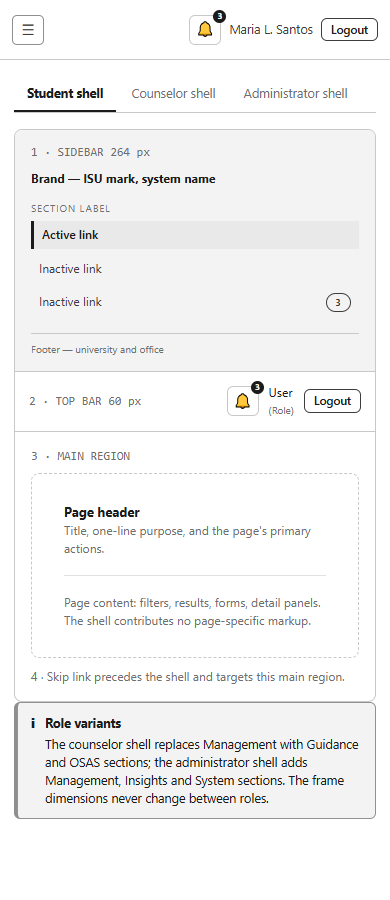 ☰
🔔 3
Maria L. Santos
Logout
Student shell
Counselor shell
Administrator shell
1 · SIDEBAR 264 px
Brand — ISU mark, system name
SECTION LABEL
Active link
Inactive link
Inactive link
3
Footer — university and office
2 · TOP BAR 60 px
🔔 3
User
(Role)
Logout
3 · MAIN REGION
Page header
Title, one-line purpose, and the page's primary
actions.
Page content: filters, results, forms, detail panels.
The shell contributes no page-specific markup.
4 · Skip link precedes the shell and targets this main region.
i Role variants
The counselor shell replaces Management with Guidance
and OSAS sections; the administrator shell adds
Management, Insights and System sections. The frame
dimensions never change between roles.